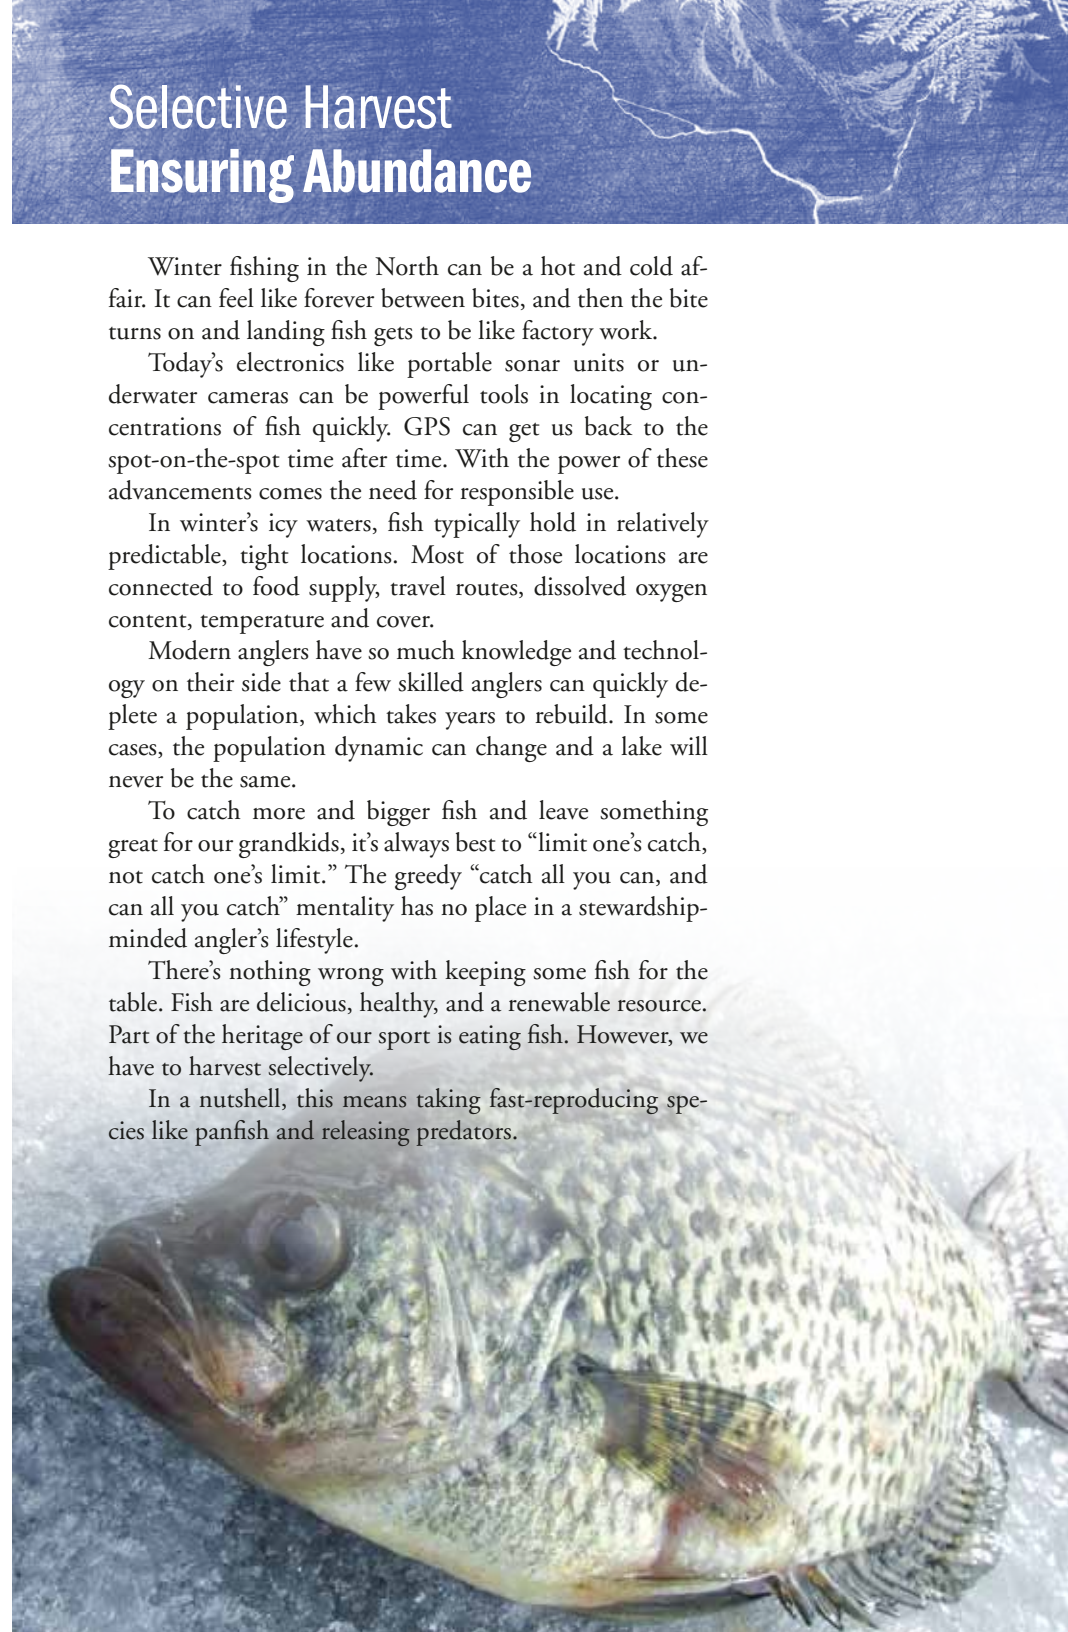 Selective Harvest
Ensuring Abundance
Winter fishing in the North can be a hot and cold af-
fair. It can feel like forever between bites, and then the bite
turns on and landing fish gets to be like factory work.
Today’s electronics like portable sonar units or un-
derwater cameras can be powerful tools in locating con-
centrations of fish quickly. GPS can get us back to the
spot-on-the-spot time after time. With the power of these
advancements comes the need for responsible use.
In winter’s icy waters, fish typically hold in relatively
predictable, tight locations. Most of those locations are
connected to food supply, travel routes, dissolved oxygen
content, temperature and cover.
Modern anglers have so much knowledge and technol-
ogy on their side that a few skilled anglers can quickly de-
plete a population, which takes years to rebuild. In some
cases, the population dynamic can change and a lake will
never be the same.
To catch more and bigger fish and leave something
great for our grandkids, it’s always best to “limit one’s catch,
not catch one’s limit.” The greedy “catch all you can, and
can all you catch” mentality has no place in a stewardship-
minded angler’s lifestyle.
There’s nothing wrong with keeping some fish for the
table. Fish are delicious, healthy, and a renewable resource.
Part of the heritage of our sport is eating fish. However, we
have to harvest selectively.
In a nutshell, this means taking fast-reproducing spe-
cies like panfish and releasing predators.